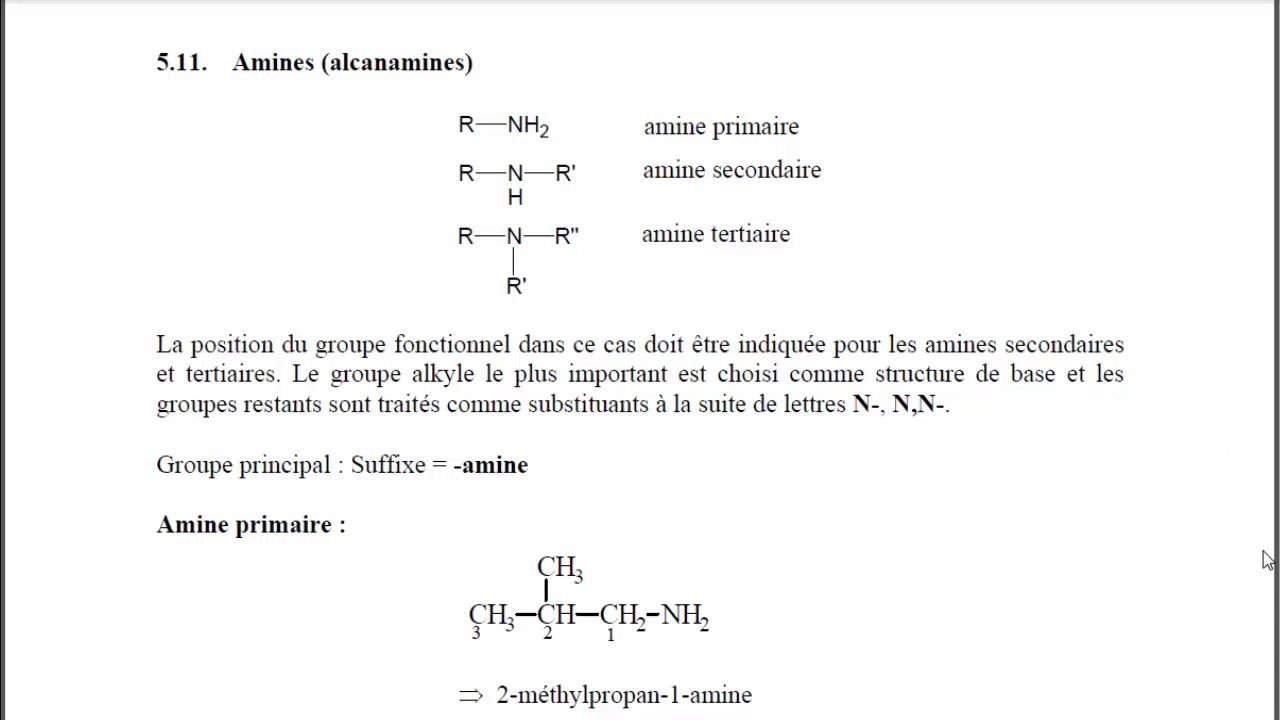 5.11. Amines (alcanamines)
R—NH2 amine primaire
R—N—R' amine secondaire
H
R—N—R" amine tertiaire
R'
La position du groupe fonctionnel dans ce cas doit être indiquée pour les amines secondaires
et tertiaires. Le groupe alkyle le plus important est choisi comme structure de base et les
groupes restants sont traités comme substituants à la suite de lettres N-, N,N-.
Groupe principal : Suffixe = -amine
Amine primaire :
CH3
CH3—CH—CH2–NH2
3 2 1
⇒ 2-méthylpropan-1-amine